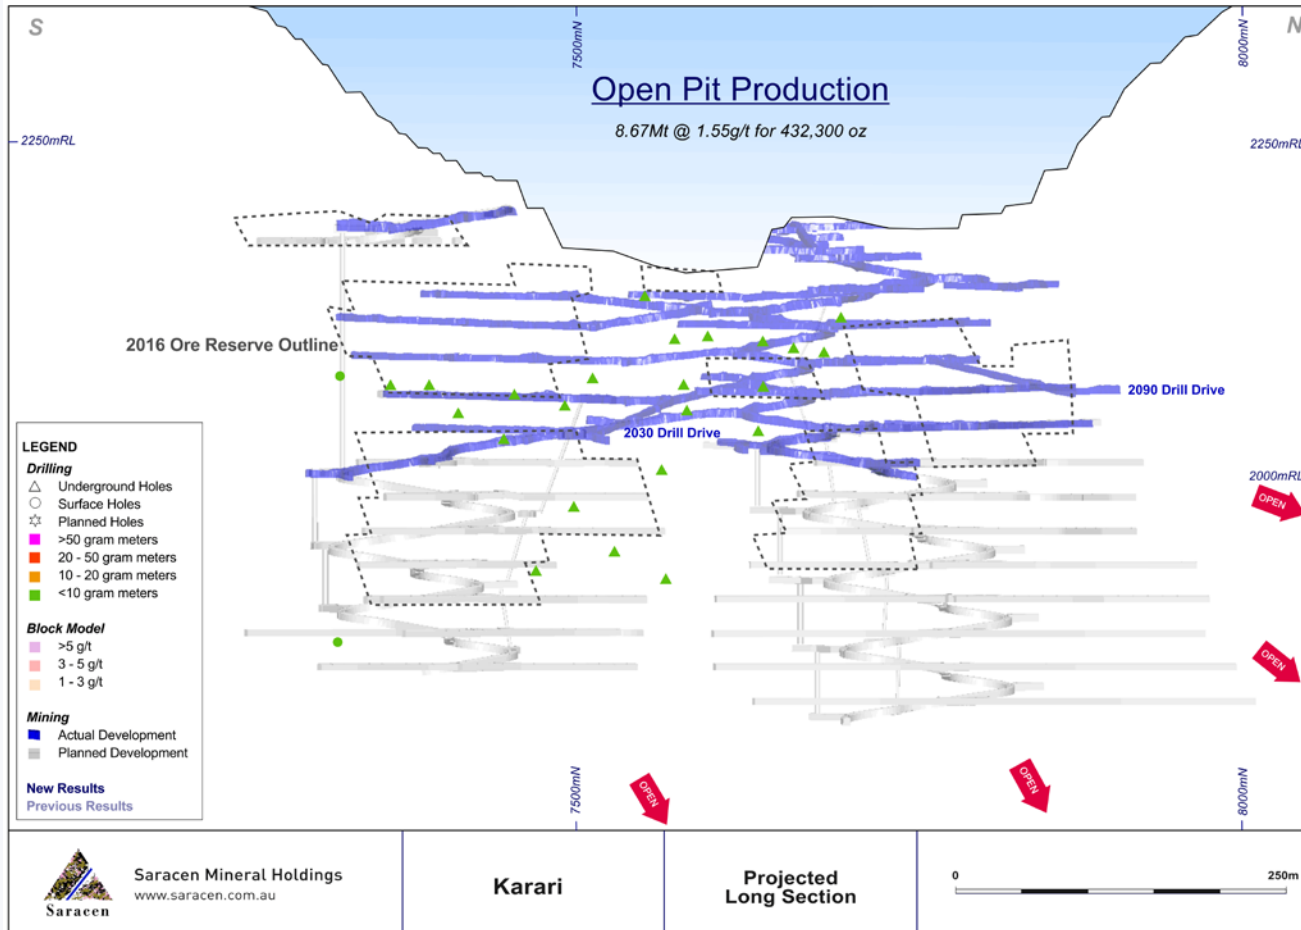 S
N
7500mN
8000mN
Open Pit Production
8.67Mt @ 1.55g/t for 432,300 oz
2250mRL
2250mRL
2016 Ore Reserve Outline
2090 Drill Drive
2030 Drill Drive
2000mRL
OPEN
OPEN
OPEN
OPEN
LEGEND
Drilling
Underground Holes
Surface Holes
Planned Holes
>50 gram meters
20 - 50 gram meters
10 - 20 gram meters
<10 gram meters
Block Model
>5 g/t
3 - 5 g/t
1 - 3 g/t
Mining
Actual Development
Planned Development
New Results
Previous Results
7500mN
8000mN
Saracen
Saracen Mineral Holdings
www.saracen.com.au
Karari
Projected
Long Section
0
250m